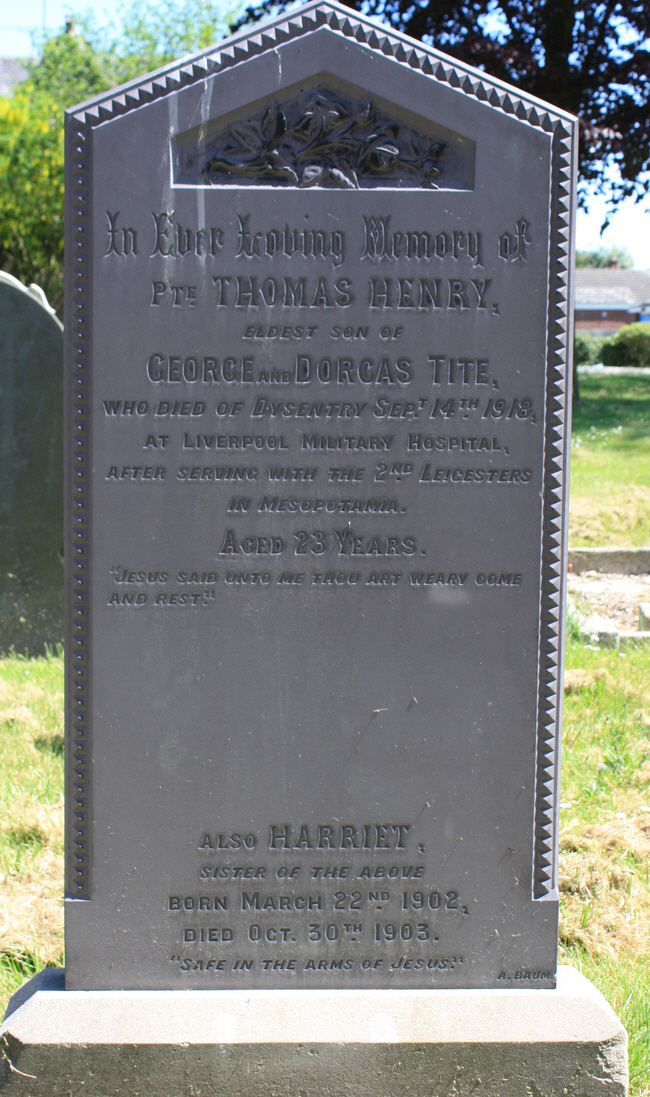 In Ever Loving Memory of
PTE THOMAS HENRY,
ELDEST SON OF
GEORGE AND DORCAS TITE,
WHO DIED OF DYSENTRY SEPT. 14TH 1918,
AT LIVERPOOL MILITARY HOSPITAL,
AFTER SERVING WITH THE 2ND LEICESTERS
IN MESOPOTAMIA.
AGED 23 YEARS.
"JESUS SAID UNTO ME THOU ART WEARY COME
AND REST."
ALSO HARRIET,
SISTER OF THE ABOVE
BORN MARCH 22ND 1902,
DIED OCT. 30TH 1903.
"SAFE IN THE ARMS OF JESUS."
A. BAUM.